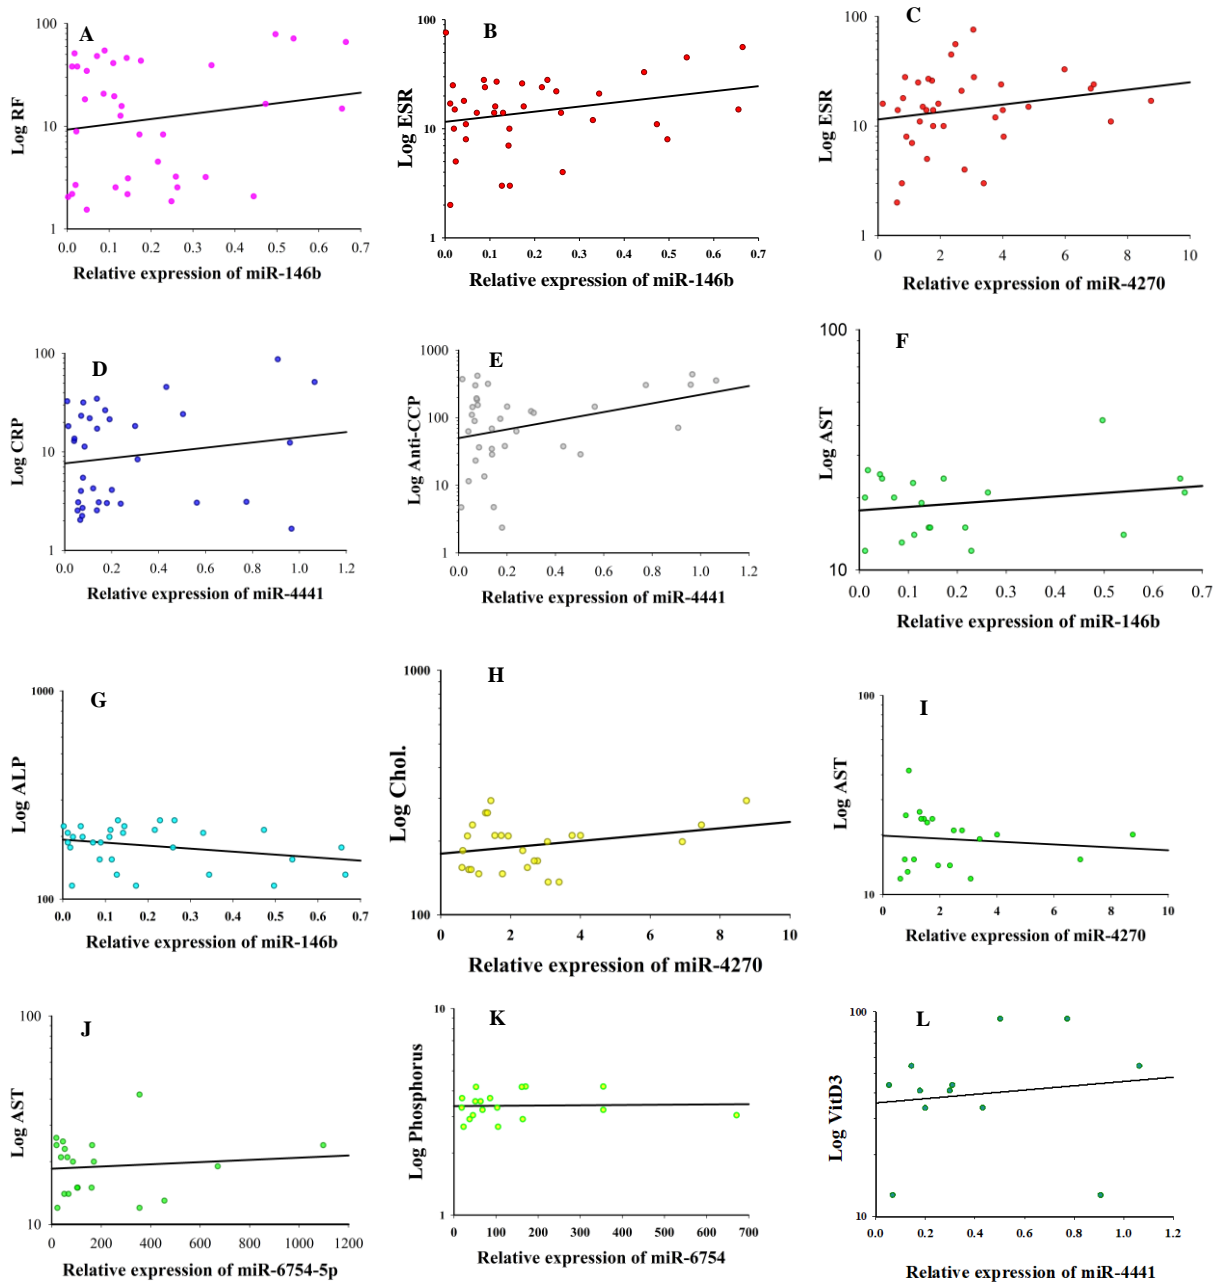 A
100
10
1
Log RF
0.0 0.1 0.2 0.3 0.4 0.5 0.6 0.7
Relative expression of miR-146b
B
100
10
1
Log ESR
0.0 0.1 0.2 0.3 0.4 0.5 0.6 0.7
Relative expression of miR-146b
C
100
10
1
Log ESR
0 2 4 6 8 10
Relative expression of miR-4270
D
100
10
1
Log CRP
0.0 0.2 0.4 0.6 0.8 1.0 1.2
Relative expression of miR-4441
E
1000
100
10
1
Log Anti-CCP
0.0 0.2 0.4 0.6 0.8 1.0 1.2
Relative expression of miR-4441
F
100
10
Log AST
0.0 0.1 0.2 0.3 0.4 0.5 0.6 0.7
Relative expression of miR-146b
G
1000
100
Log ALP
0.0 0.1 0.2 0.3 0.4 0.5 0.6 0.7
Relative expression of miR-146b
H
1000
100
Log Chol.
0 2 4 6 8 10
Relative expression of miR-4270
I
100
10
Log AST
0 2 4 6 8 10
Relative expression of miR-4270
J
100
10
Log AST
0 200 400 600 800 1000 1200
Relative expression of miR-6754-5p
K
10
1
Log Phosphorus
0 100 200 300 400 500 600 700
Relative expression of miR-6754
L
100
10
Log VitD3
0.0 0.2 0.4 0.6 0.8 1.0 1.2
Relative expression of miR-4441